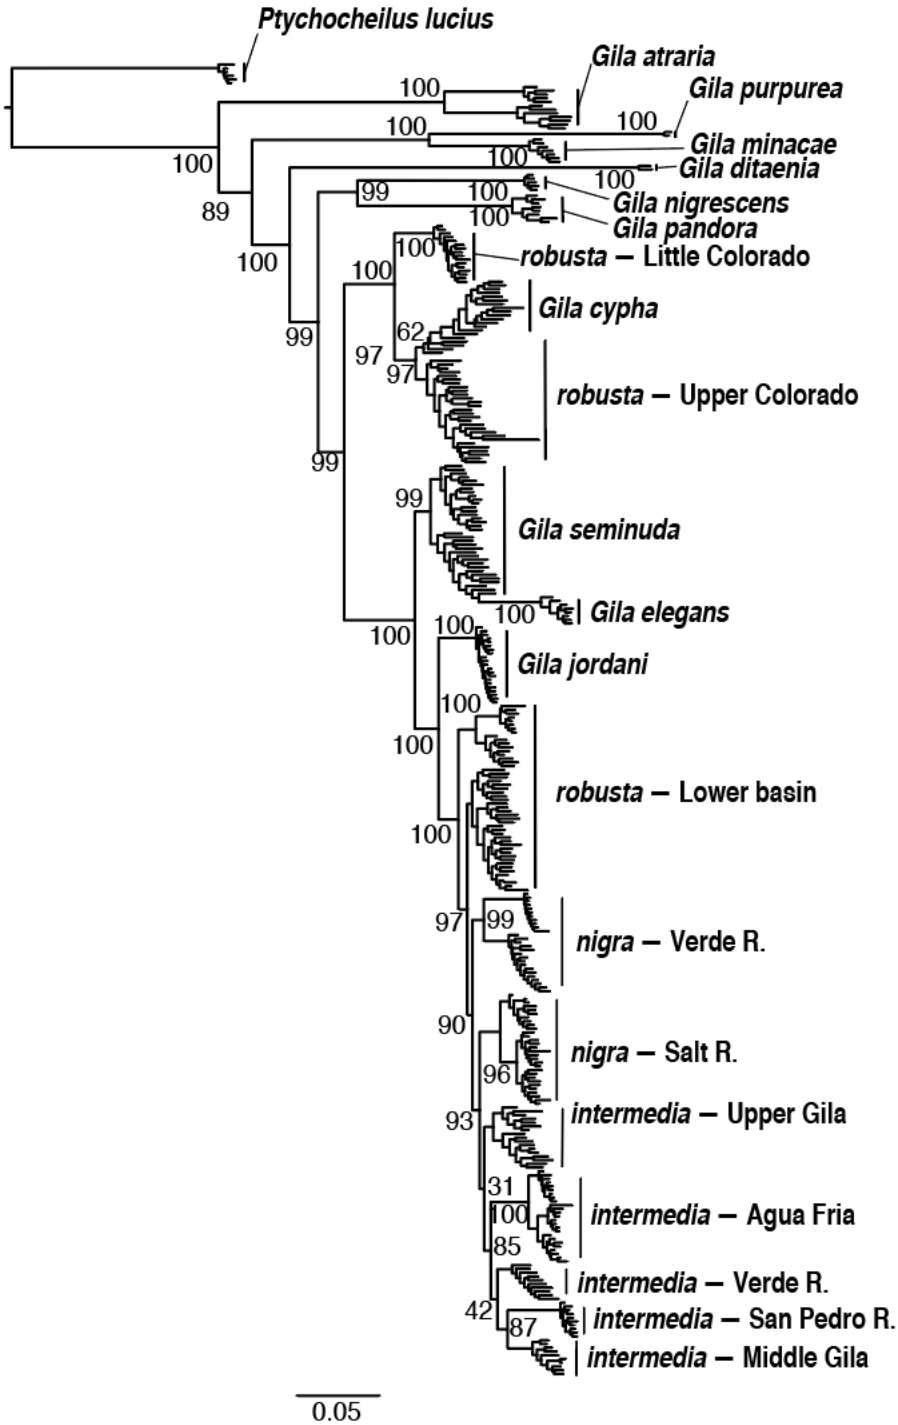 Ptychocheilus lucius
Gila atraria
100
Gila purpurea
100
100
Gila minacae
100
100
Gila ditaenia
100
99
100
Gila nigrescens
89
100
Gila pandora
100
robusta — Little Colorado
100
100
Gila cypha
62
99
97
97
robusta — Upper Colorado
99
99
Gila seminuda
100
Gila elegans
100
100
Gila jordani
100
100
robusta — Lower basin
100
97
99
nigra — Verde R.
90
nigra — Salt R.
96
93
intermedia — Upper Gila
31
100
intermedia — Agua Fria
85
intermedia — Verde R.
42
87
intermedia — San Pedro R.
intermedia — Middle Gila
0.05